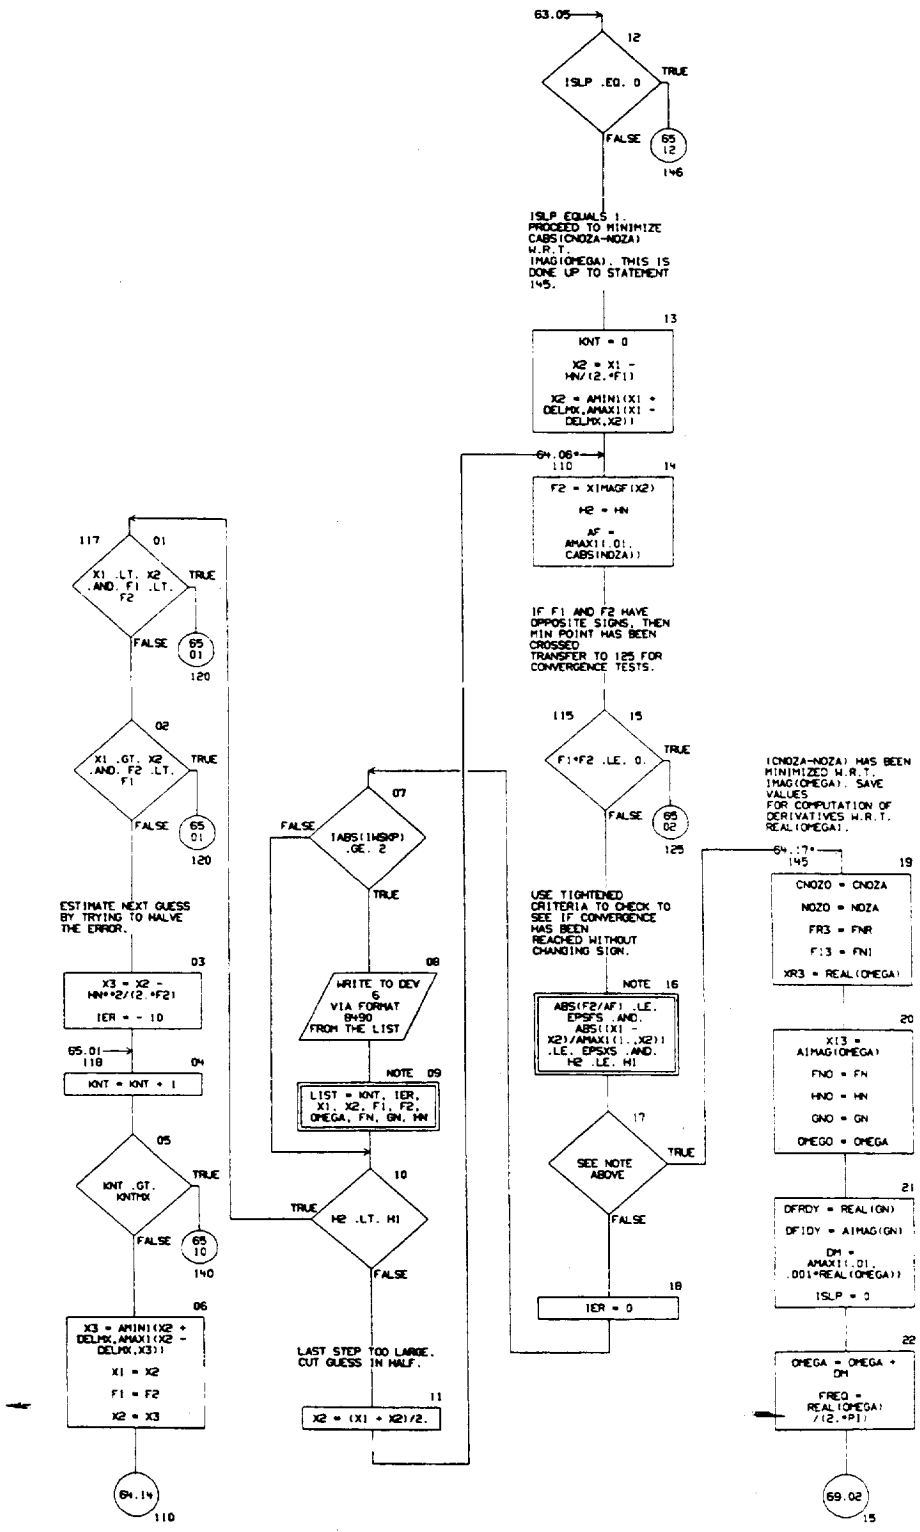 63.05
12
ISLP .EQ. 0
TRUE
FALSE
65
12
146
ISLP EQUALS 1.
PROCEED TO MINIMIZE
CABS(CNOZA-NOZA)
W.R.T.
IMAG(OMEGA). THIS IS
DONE UP TO STATEMENT
145.
13
KNT = 0
X2 = X1 -
HN/(2.*F1)
X2 = AMIN1(X1 +
DELMX,AMAX1(X1 -
DELMX,X2))
64.06*
110
14
F2 = XIMAGF(X2)
H2 = HN
AF =
AMAX1(.01,
CABS(NOZA))
IF F1 AND F2 HAVE
OPPOSITE SIGNS, THEN
MIN POINT HAS BEEN
CROSSED
TRANSFER TO 125 FOR
CONVERGENCE TESTS.
115
15
F1*F2 .LE. 0.
TRUE
FALSE
65
02
125
USE TIGHTENED
CRITERIA TO CHECK TO
SEE IF CONVERGENCE
HAS BEEN
REACHED WITHOUT
CHANGING SIGN.
NOTE 16
ABS(F2/AF) .LE.
EPSFS .AND.
ABS((X1 -
X2)/AMAX1(1.,X2))
.LE. EPSXS .AND.
H2 .LE. H1
17
SEE NOTE
ABOVE
TRUE
FALSE
18
IER = 0
117
01
X1 .LT. X2
.AND. F1 .LT.
F2
TRUE
FALSE
65
01
120
02
X1 .GT. X2
.AND. F2 .LT.
F1
TRUE
FALSE
65
01
120
ESTIMATE NEXT GUESS
BY TRYING TO HALVE
THE ERROR.
03
X3 = X2 -
HN**2/(2.*F2)
IER = - 10
65.01
118
04
KNT = KNT + 1
05
KNT .GT.
KNTMX
TRUE
FALSE
65
10
140
06
X3 = AMIN1(X2 +
DELMX,AMAX1(X2 -
DELMX,X3))
X1 = X2
F1 = F2
X2 = X3
64.14
110
07
IABS(IWSKP)
.GE. 2
FALSE
TRUE
08
WRITE TO DEV
6
VIA FORMAT
8490
FROM THE LIST
NOTE 09
LIST = KNT, IER,
X1, X2, F1, F2,
OMEGA, FN, GN, HN
10
H2 .LT. H1
TRUE
FALSE
LAST STEP TOO LARGE.
CUT GUESS IN HALF.
11
X2 = (X1 + X2)/2.
(CNOZA-NOZA) HAS BEEN
MINIMIZED W.R.T.
IMAG(OMEGA). SAVE
VALUES
FOR COMPUTATION OF
DERIVATIVES W.R.T.
REAL(OMEGA).
64.17*
145
19
CNOZO = CNOZA
NOZO = NOZA
FR3 = FNR
FI3 = FNI
XR3 = REAL(OMEGA)
20
XI3 =
AIMAG(OMEGA)
FNO = FN
HNO = HN
GNO = GN
OMEGO = OMEGA
21
DFRDY = REAL(GN)
DFIDY = AIMAG(GN)
DM =
AMAX1(.01,
.001*REAL(OMEGA))
ISLP = 0
22
OMEGA = OMEGA +
DM
FREQ =
REAL(OMEGA)
/(2.*PI)
69.02
15